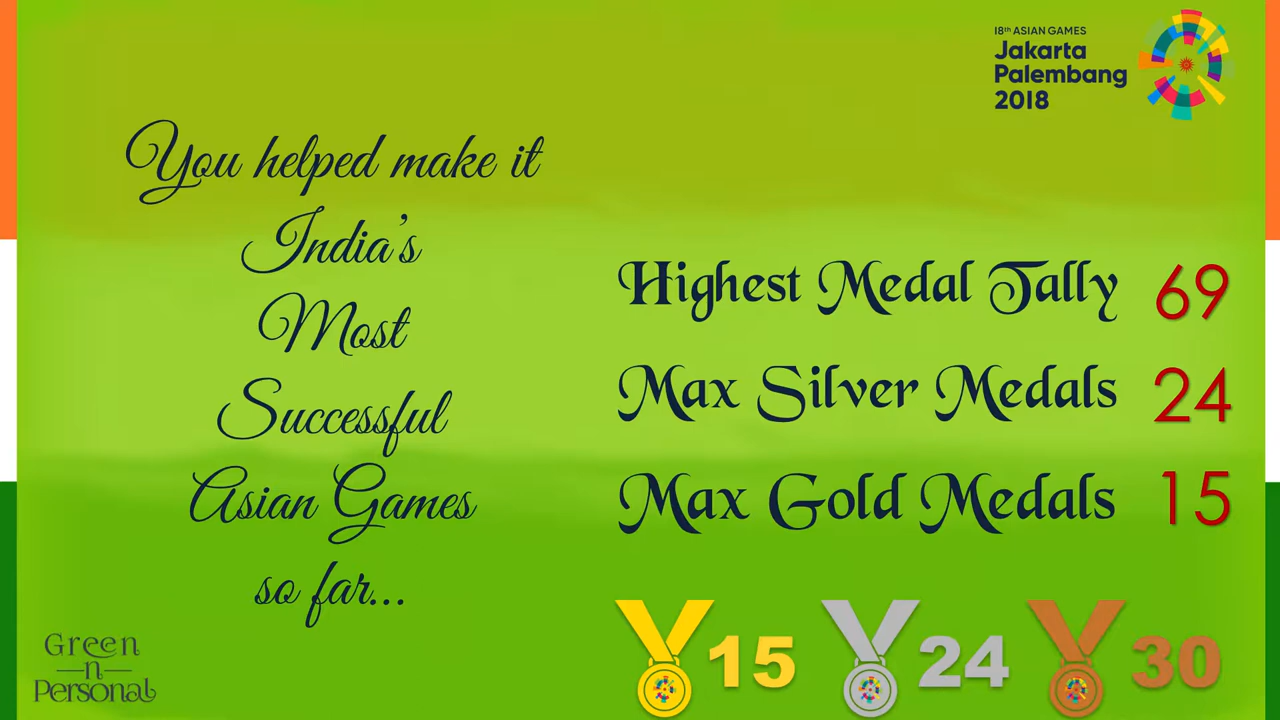 18th ASIAN GAMES
Jakarta
Palembang
2018
You helped make it
India's
Most
Successful
Asian Games
so far...
Highest Medal Tally 69
Max Silver Medals 24
Max Gold Medals 15
15 24 30
Green
n
Personal